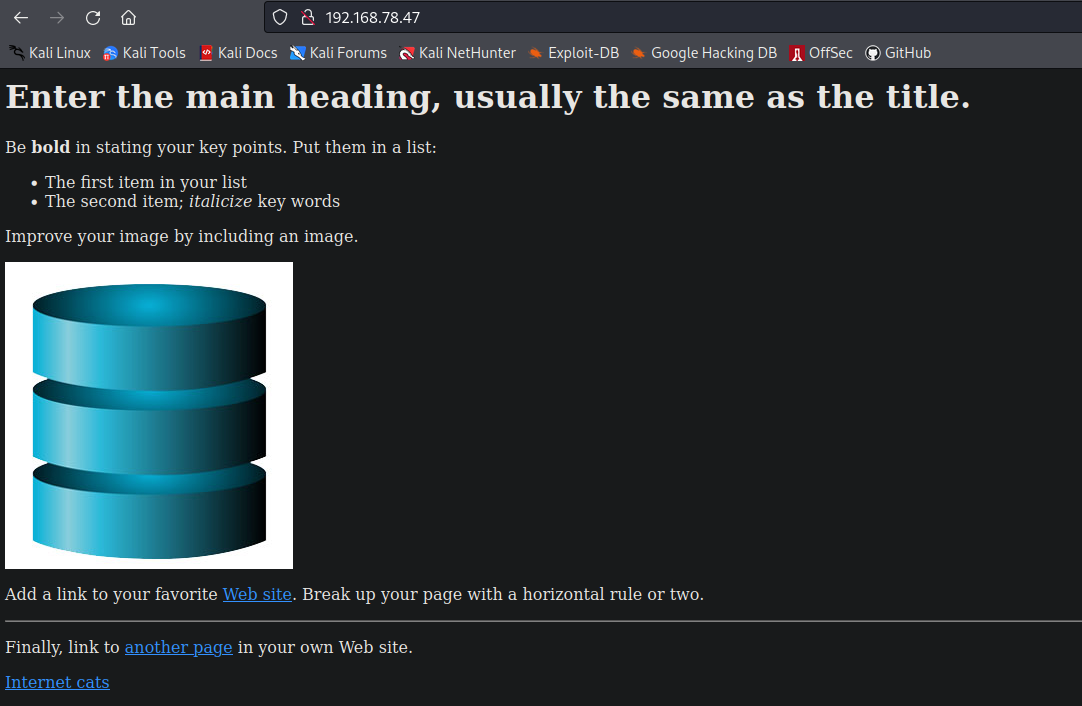 192.168.78.47
Kali Linux Kali Tools Kali Docs Kali Forums Kali NetHunter Exploit-DB Google Hacking DB OffSec GitHub
Enter the main heading, usually the same as the title.
Be bold in stating your key points. Put them in a list:
The first item in your list
The second item; italicize key words
Improve your image by including an image.
Add a link to your favorite Web site. Break up your page with a horizontal rule or two.
Finally, link to another page in your own Web site.
Internet cats